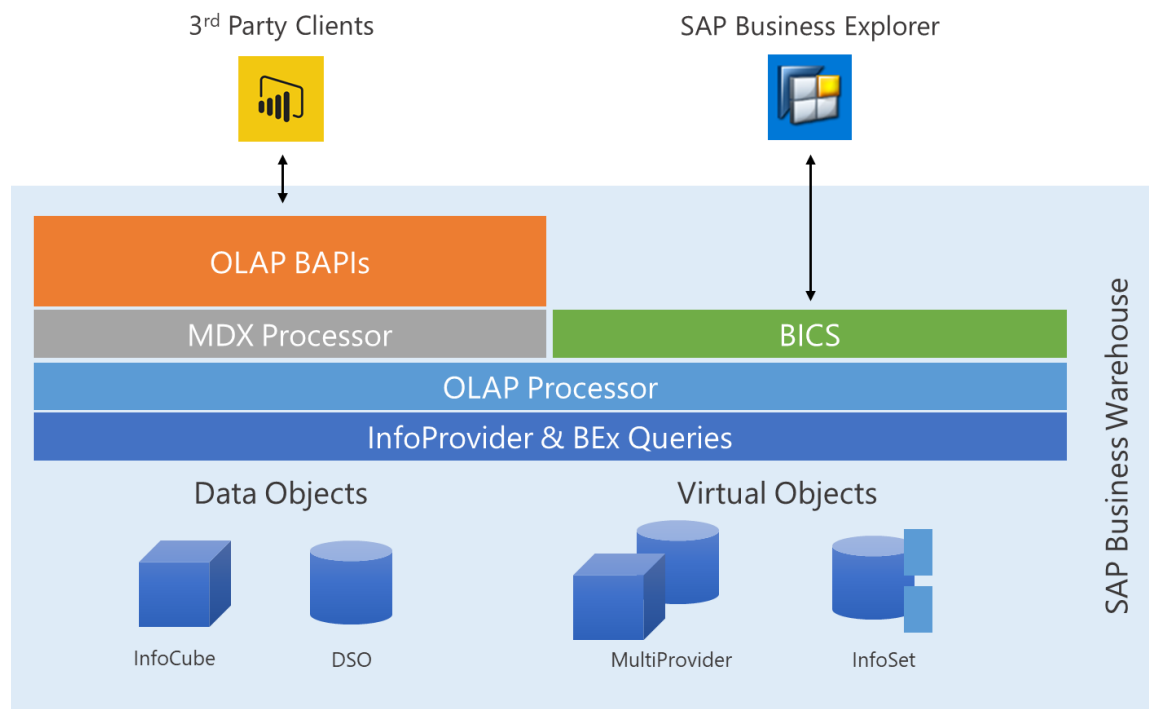 3rd Party Clients
SAP Business Explorer
OLAP BAPIs
MDX Processor
BICS
OLAP Processor
InfoProvider & BEx Queries
Data Objects
Virtual Objects
InfoCube
DSO
MultiProvider
InfoSet
SAP Business Warehouse